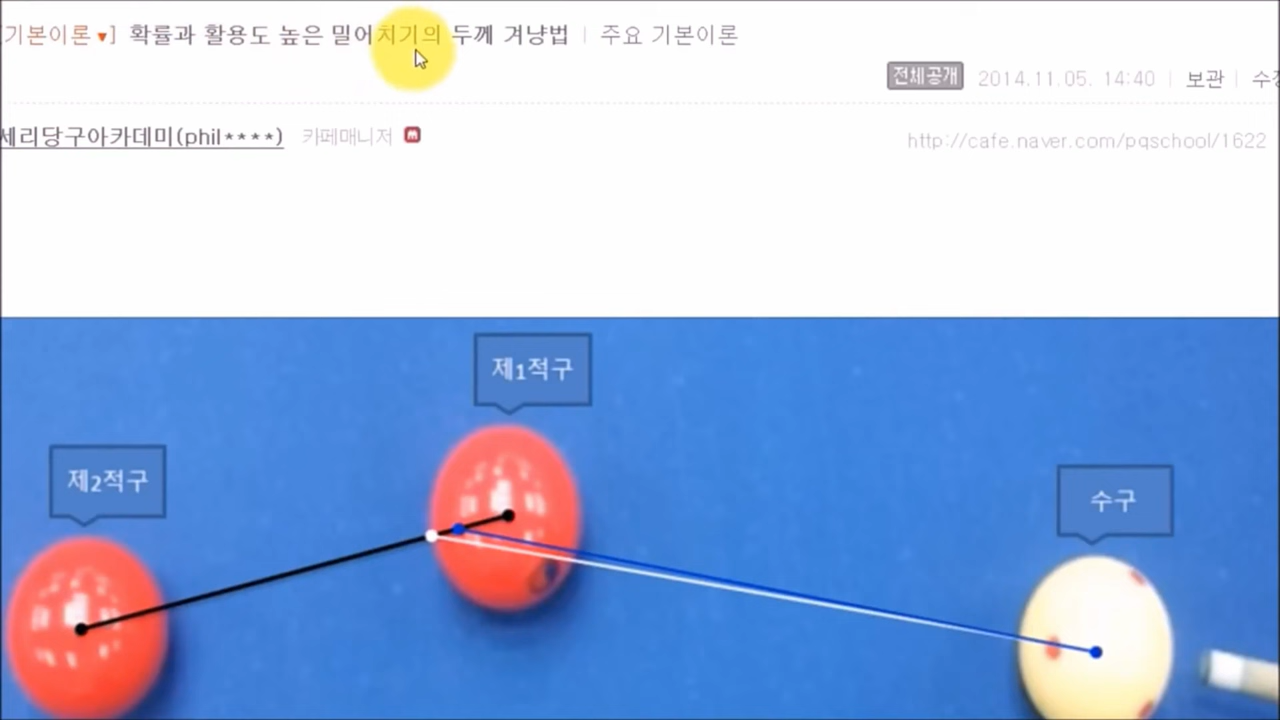 기본이론▼] 확률과 활용도 높은 밀어치기의 두께 겨냥법 | 주요 기본이론
전체공개 2014.11.05. 14:40 | 보관 | 수정
세리당구아카데미(phil****) 카페매니저 m
http://cafe.naver.com/pqschool/1622
제1적구
제2적구
수구